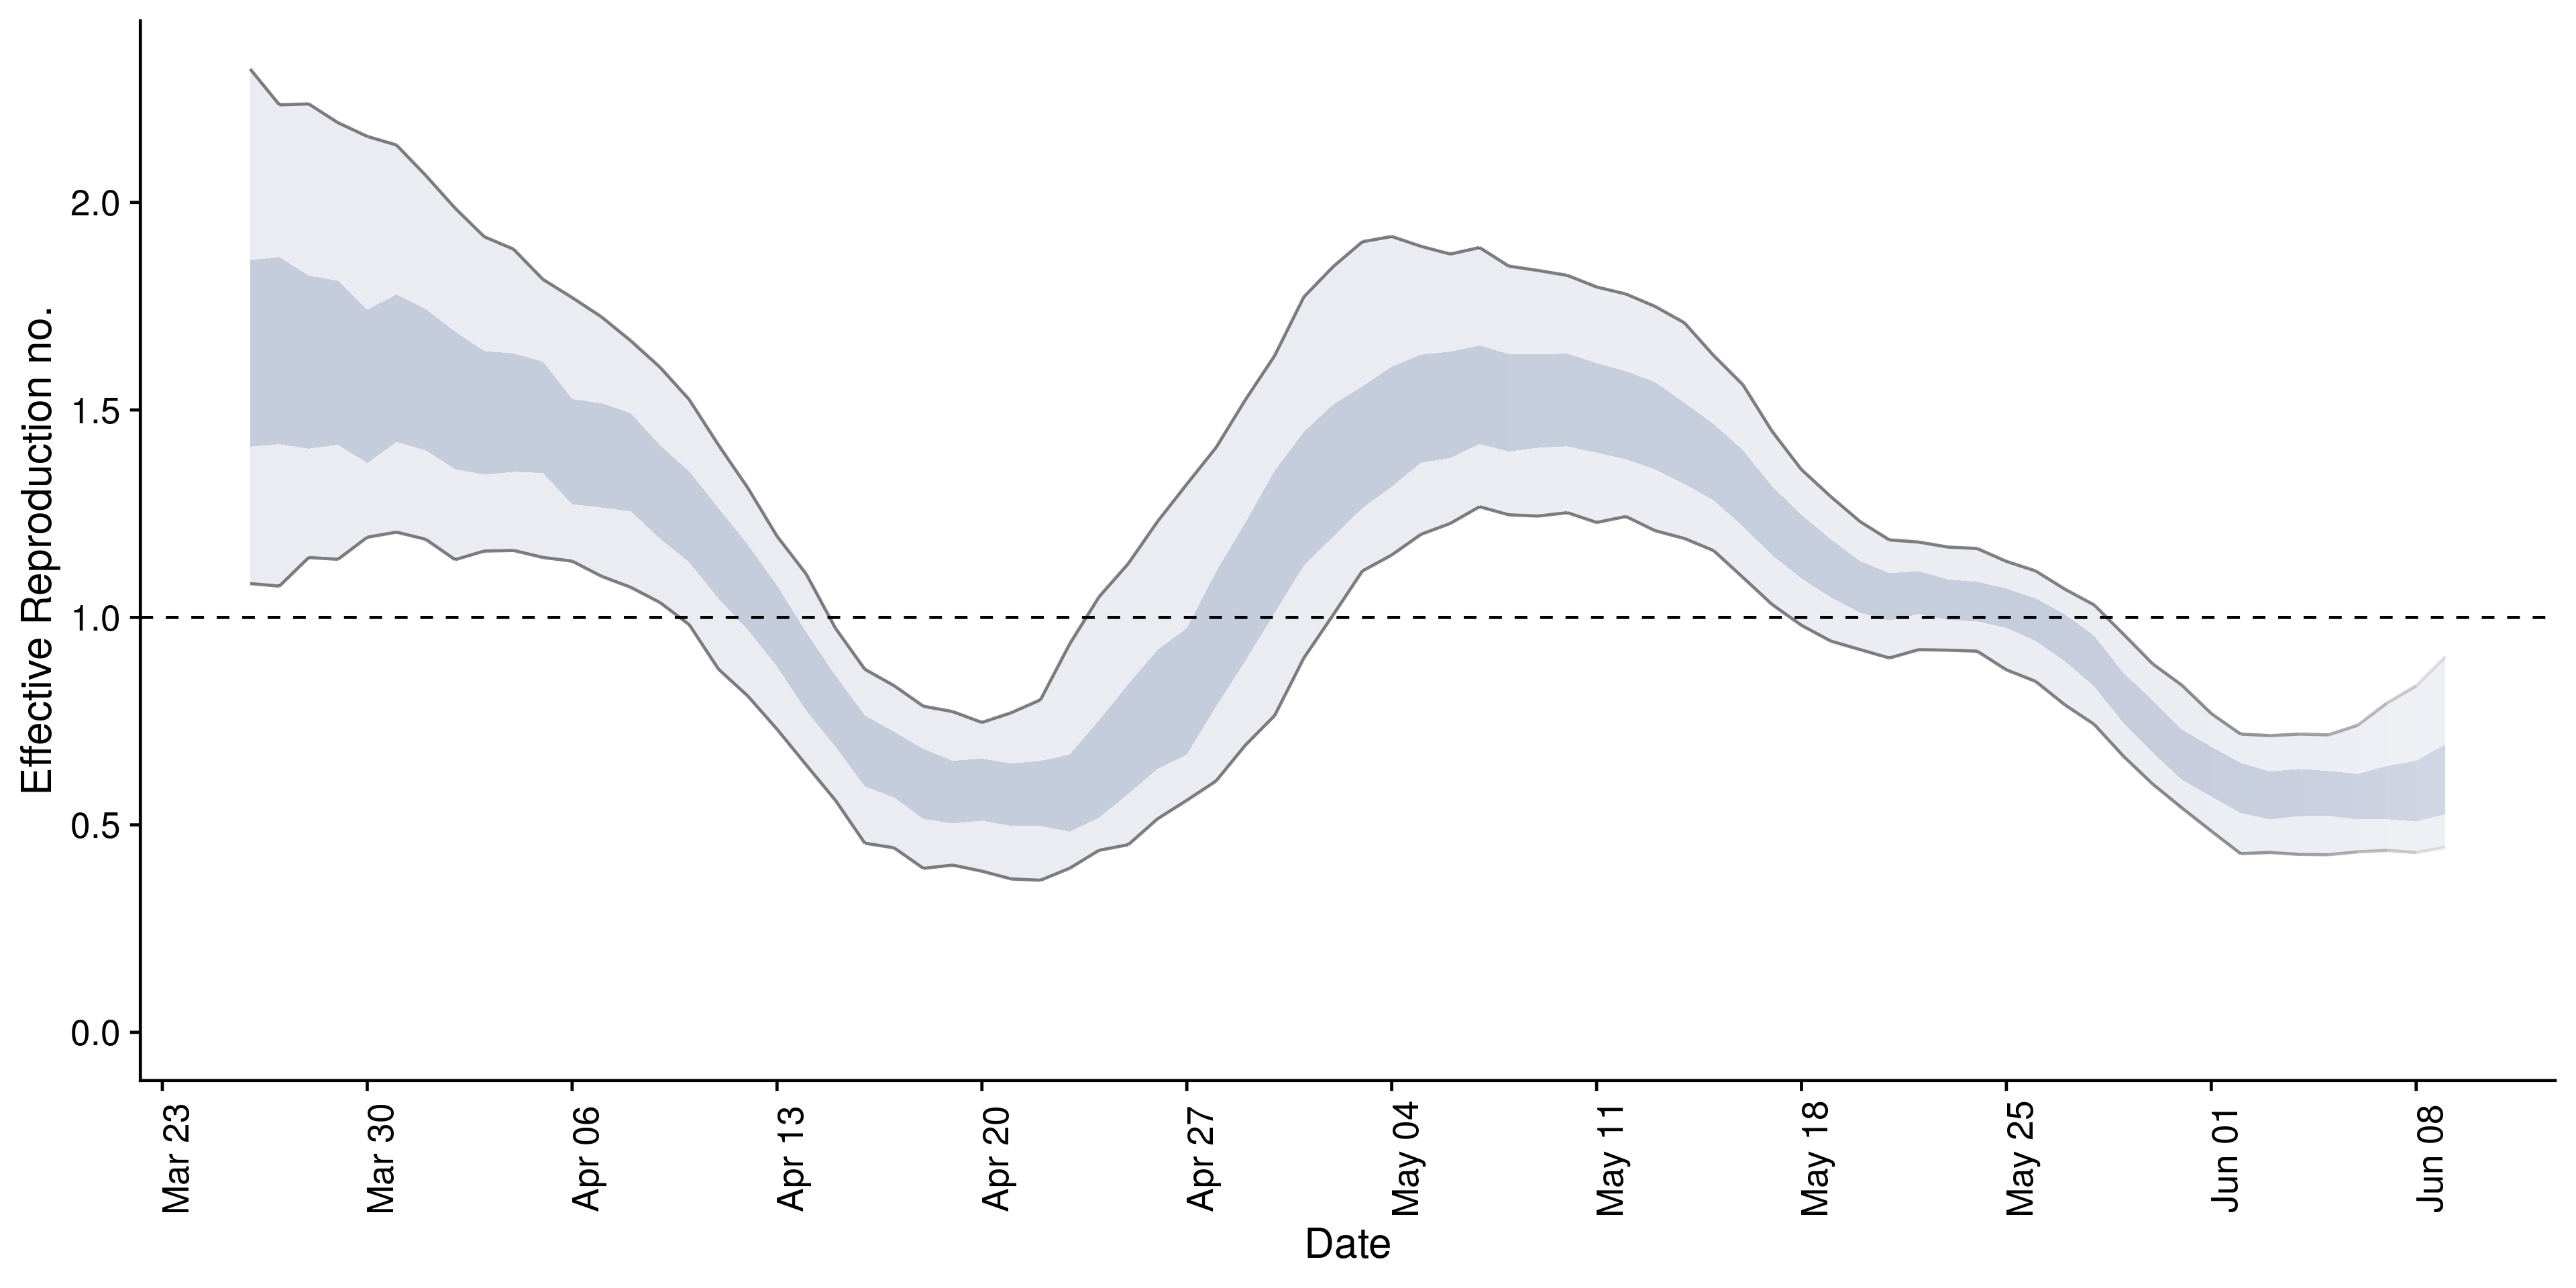 Effective Reproduction no.
2.0
1.5
1.0
0.5
0.0
Mar 23
Mar 30
Apr 06
Apr 13
Apr 20
Apr 27
May 04
May 11
May 18
May 25
Jun 01
Jun 08
Date